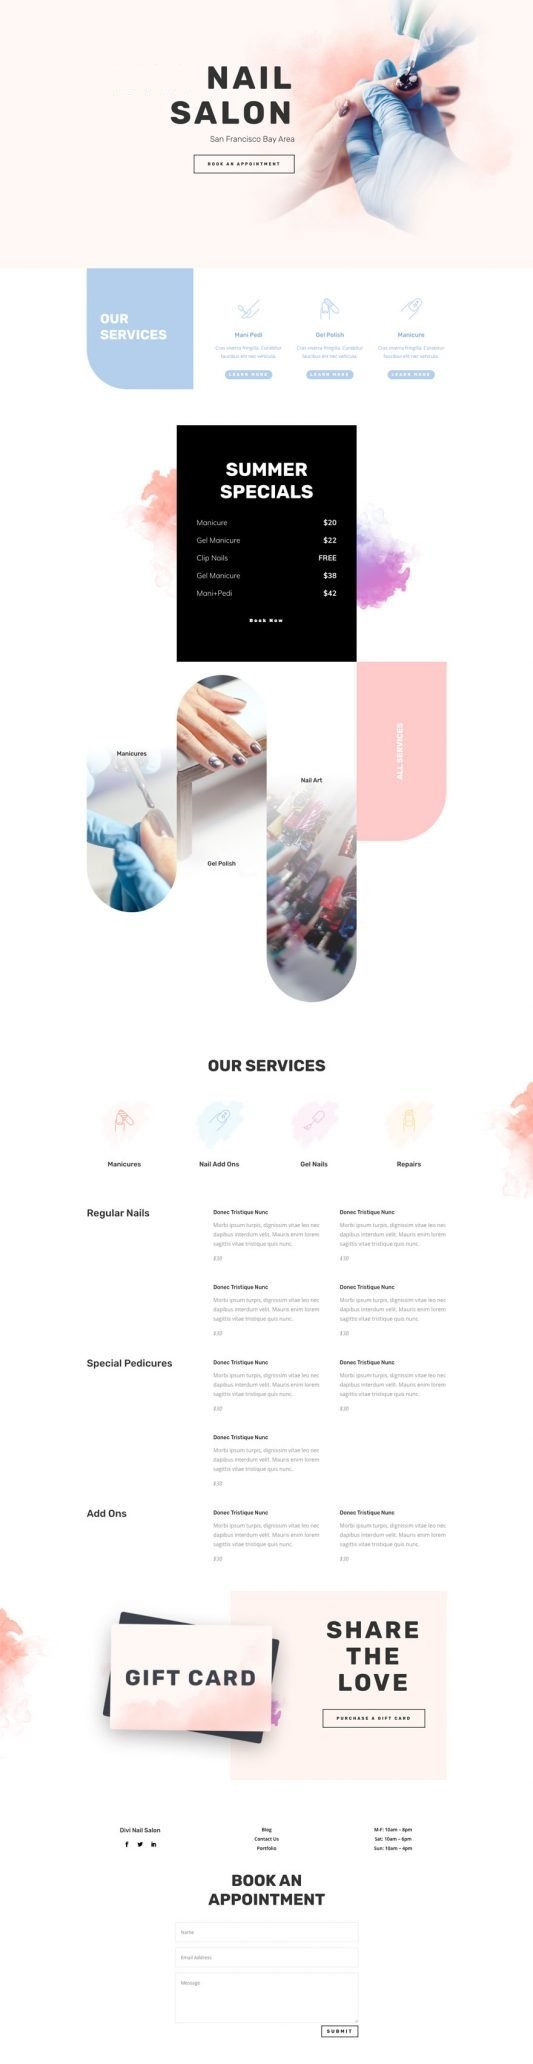 NAIL
SALON
San Francisco Bay Area
BOOK AN APPOINTMENT
OUR
SERVICES
Mani Pedi
Cras viverra fringilla. Curabitur
faucibus orn nec vehicula.
LEARN MORE
Gel Polish
Cras viverra fringilla. Curabitur
faucibus orn nec vehicula.
LEARN MORE
Manicure
Cras viverra fringilla. Curabitur
faucibus orn nec vehicula.
LEARN MORE
SUMMER
SPECIALS
Manicure $20
Gel Manicure $22
Clip Nails FREE
Gel Manicure $38
Mani+Pedi $42
Book Now
Manicures
Gel Polish
Nail Art
ALL SERVICES
OUR SERVICES
Manicures
Nail Add Ons
Gel Nails
Repairs
Regular Nails
Donec Tristique Nunc
Morbi ipsum turpis, dignissim vitae leo nec
dapibus interdum velit. Mauris enim lorem
sagittis vitae tristique quis nunc.
$30
Donec Tristique Nunc
Morbi ipsum turpis, dignissim vitae leo nec
dapibus interdum velit. Mauris enim lorem
sagittis vitae tristique quis nunc.
$30
Donec Tristique Nunc
Morbi ipsum turpis, dignissim vitae leo nec
dapibus interdum velit. Mauris enim lorem
sagittis vitae tristique quis nunc.
$30
Donec Tristique Nunc
Morbi ipsum turpis, dignissim vitae leo nec
dapibus interdum velit. Mauris enim lorem
sagittis vitae tristique quis nunc.
$30
Special Pedicures
Donec Tristique Nunc
Morbi ipsum turpis, dignissim vitae leo nec
dapibus interdum velit. Mauris enim lorem
sagittis vitae tristique quis nunc.
$30
Donec Tristique Nunc
Morbi ipsum turpis, dignissim vitae leo nec
dapibus interdum velit. Mauris enim lorem
sagittis vitae tristique quis nunc.
$30
Donec Tristique Nunc
Morbi ipsum turpis, dignissim vitae leo nec
dapibus interdum velit. Mauris enim lorem
sagittis vitae tristique quis nunc.
$30
Add Ons
Donec Tristique Nunc
Morbi ipsum turpis, dignissim vitae leo nec
dapibus interdum velit. Mauris enim lorem
sagittis vitae tristique quis nunc.
$30
Donec Tristique Nunc
Morbi ipsum turpis, dignissim vitae leo nec
dapibus interdum velit. Mauris enim lorem
sagittis vitae tristique quis nunc.
$30
GIFT CARD
SHARE
THE
LOVE
PURCHASE A GIFT CARD
Divi Nail Salon
Blog
Contact Us
Portfolio
M-F: 10am – 8pm
Sat: 10am – 6pm
Sun: 10am – 4pm
BOOK AN
APPOINTMENT
Name
Email Address
Message
SUBMIT